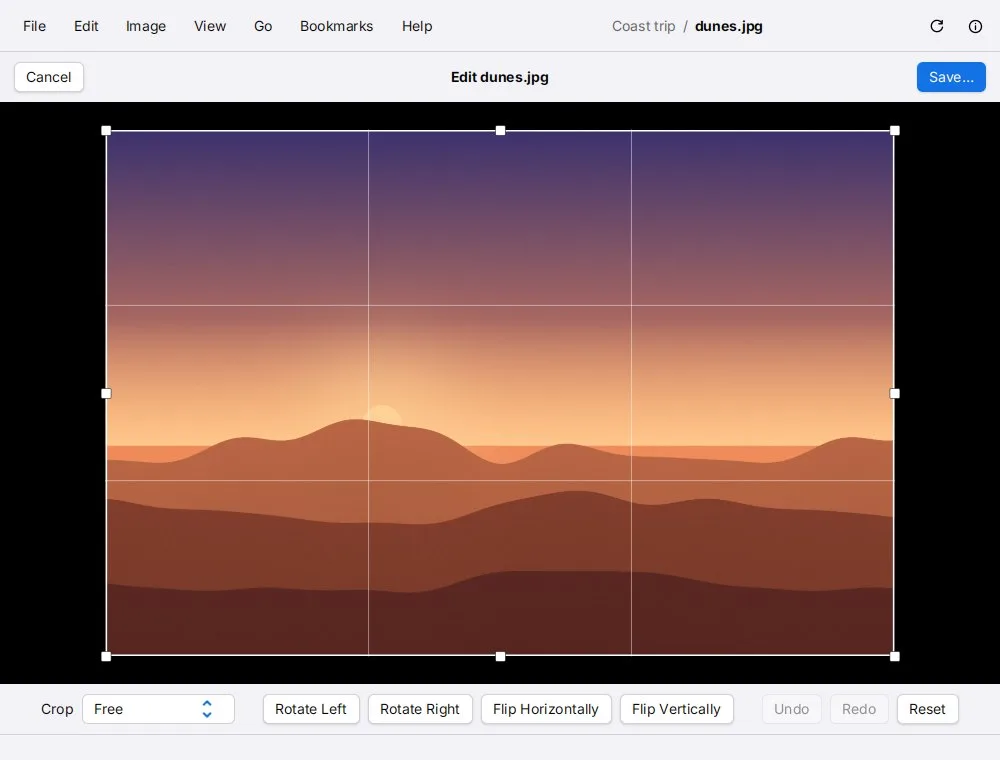 File Edit Image View Go Bookmarks Help Coast trip / dunes.jpg
Cancel Edit dunes.jpg Save...
Crop Free Rotate Left Rotate Right Flip Horizontally Flip Vertically Undo Redo Reset